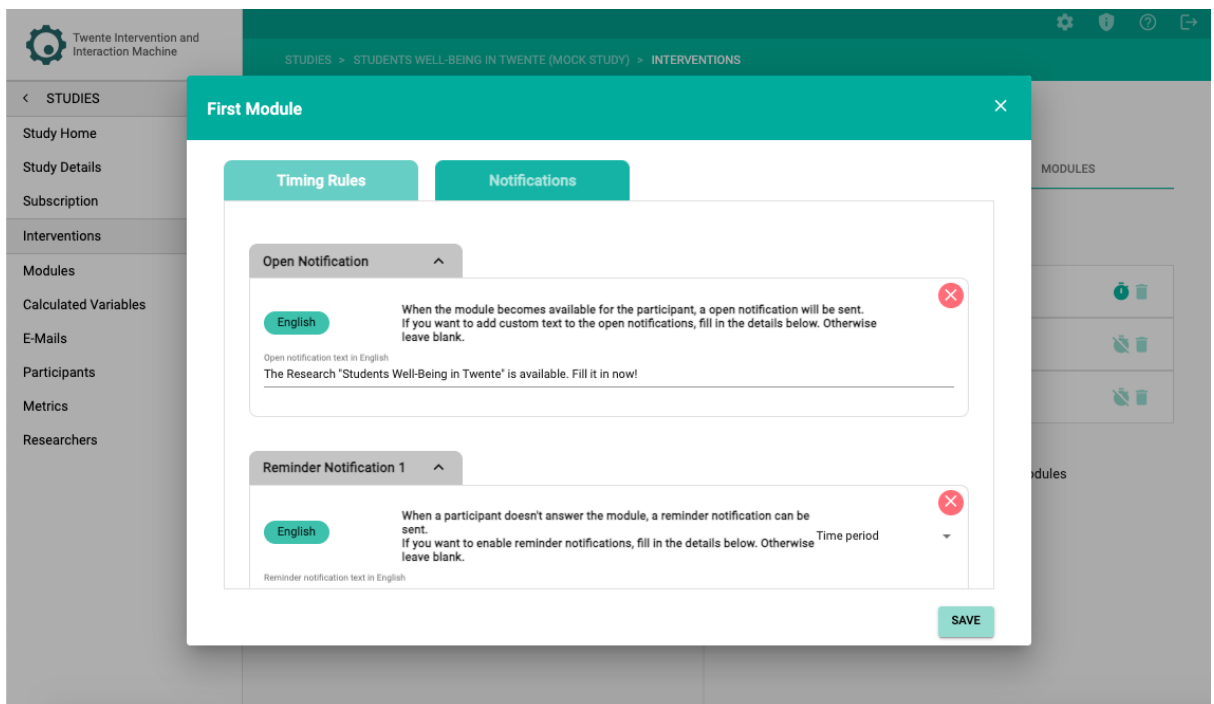 Twente Intervention and
Interaction Machine
STUDIES > STUDENTS WELL-BEING IN TWENTE (MOCK STUDY) > INTERVENTIONS
< STUDIES
Study Home
Study Details
Subscription
Interventions
Modules
Calculated Variables
E-Mails
Participants
Metrics
Researchers
First Module
Timing Rules
Notifications
MODULES
Open Notification
English
When the module becomes available for the participant, a open notification will be sent.
If you want to add custom text to the open notifications, fill in the details below. Otherwise
leave blank.
Open notification text in English
The Research "Students Well-Being in Twente" is available. Fill it in now!
Reminder Notification 1
English
When a participant doesn't answer the module, a reminder notification can be
sent.
If you want to enable reminder notifications, fill in the details below. Otherwise
leave blank.
Time period
Reminder notification text in English
SAVE